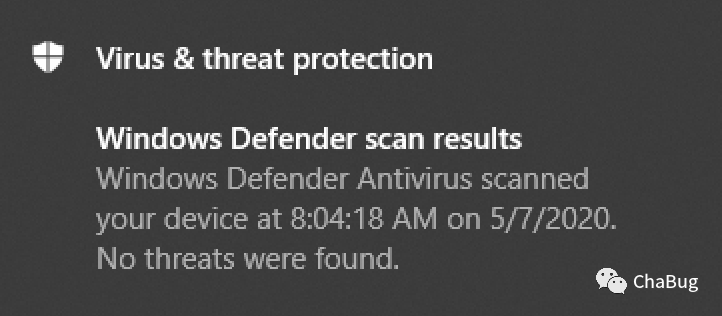 Virus & threat protection
Windows Defender scan results
Windows Defender Antivirus scanned
your device at 8:04:18 AM on 5/7/2020.
No threats were found.
ChaBug